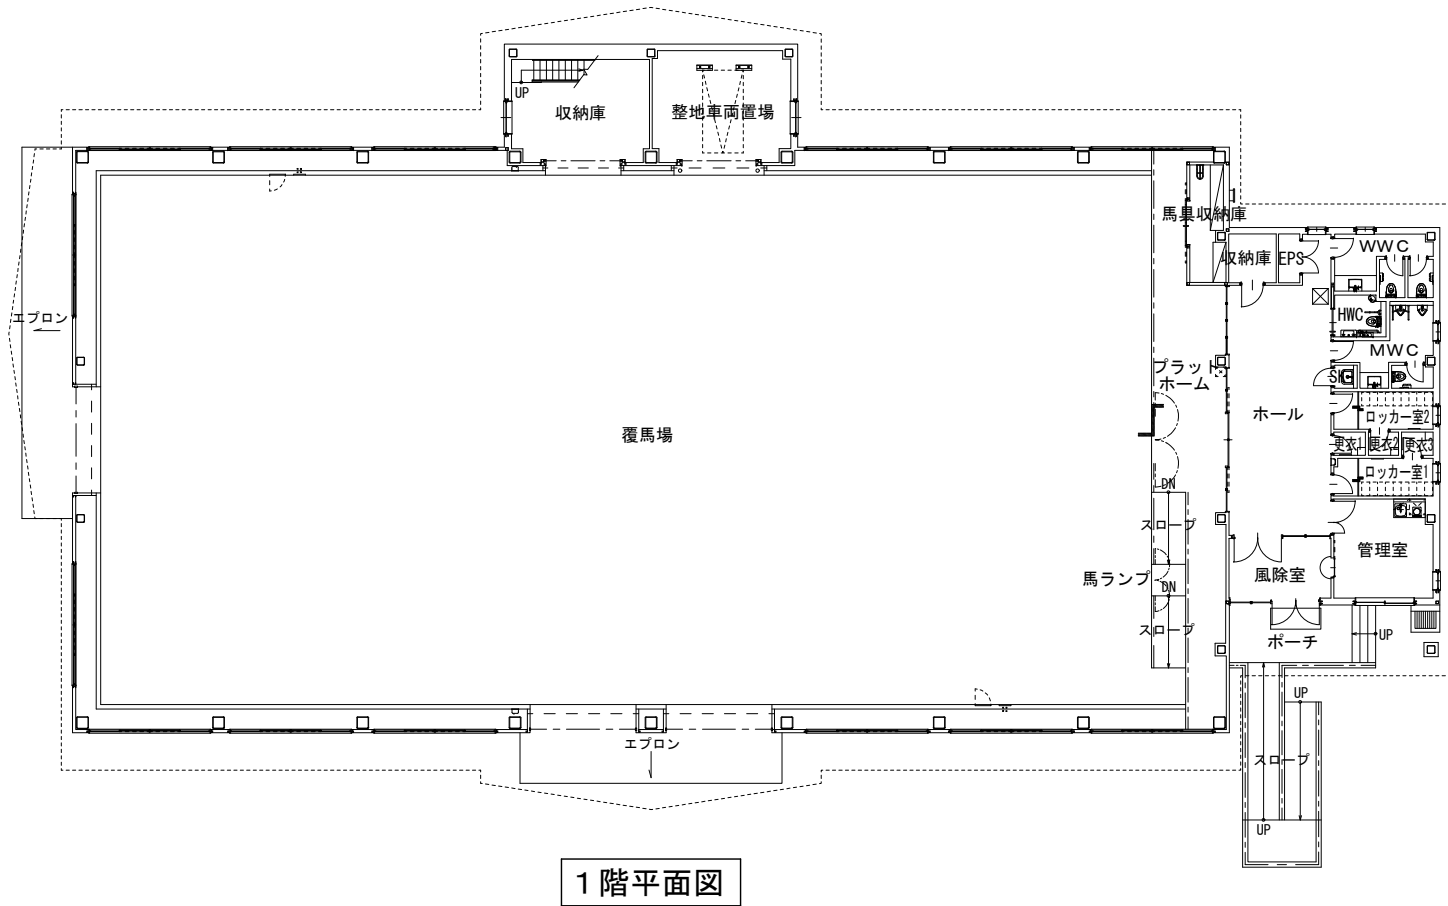 UP
収納庫
整地車両置場
馬具収納庫
収納庫
EPS
WWC
HWC
エプロン
MWC
プラット
ホーム
SK
ホール
ロッカー室2
覆馬場
更衣1
更衣2
更衣3
ロッカー室1
DN
スロープ
管理室
風除室
馬ランプ
DN
スロープ
ポーチ
UP
UP
エプロン
スロープ
UP
1階平面図